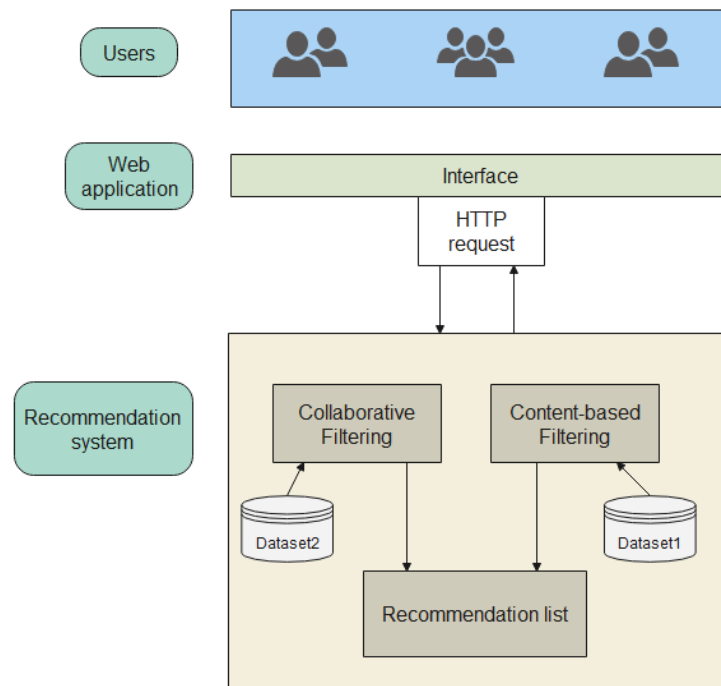 Users
Web
application
Interface
HTTP
request
Recommendation
system
Collaborative
Filtering
Content-based
Filtering
Dataset2
Dataset1
Recommendation list